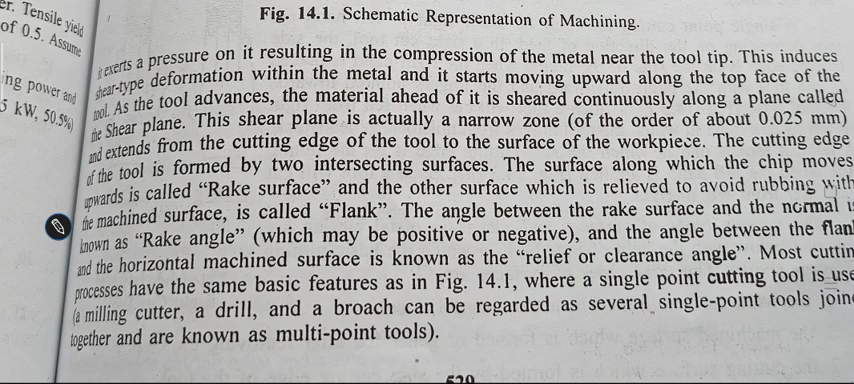 er. Tensile yield
of 0.5. Assume
ing power and
5 kW, 50.5%)
Fig. 14.1. Schematic Representation of Machining.
it exerts a pressure on it resulting in the compression of the metal near the tool tip. This induces
shear-type deformation within the metal and it starts moving upward along the top face of the
tool. As the tool advances, the material ahead of it is sheared continuously along a plane called
the Shear plane. This shear plane is actually a narrow zone (of the order of about 0.025 mm)
and extends from the cutting edge of the tool to the surface of the workpiece. The cutting edge
of the tool is formed by two intersecting surfaces. The surface along which the chip moves
upwards is called “Rake surface” and the other surface which is relieved to avoid rubbing with
the machined surface, is called “Flank”. The angle between the rake surface and the normal is
known as “Rake angle” (which may be positive or negative), and the angle between the flan
and the horizontal machined surface is known as the “relief or clearance angle”. Most cuttin
processes have the same basic features as in Fig. 14.1, where a single point cutting tool is use
(a milling cutter, a drill, and a broach can be regarded as several single-point tools joine
together and are known as multi-point tools).